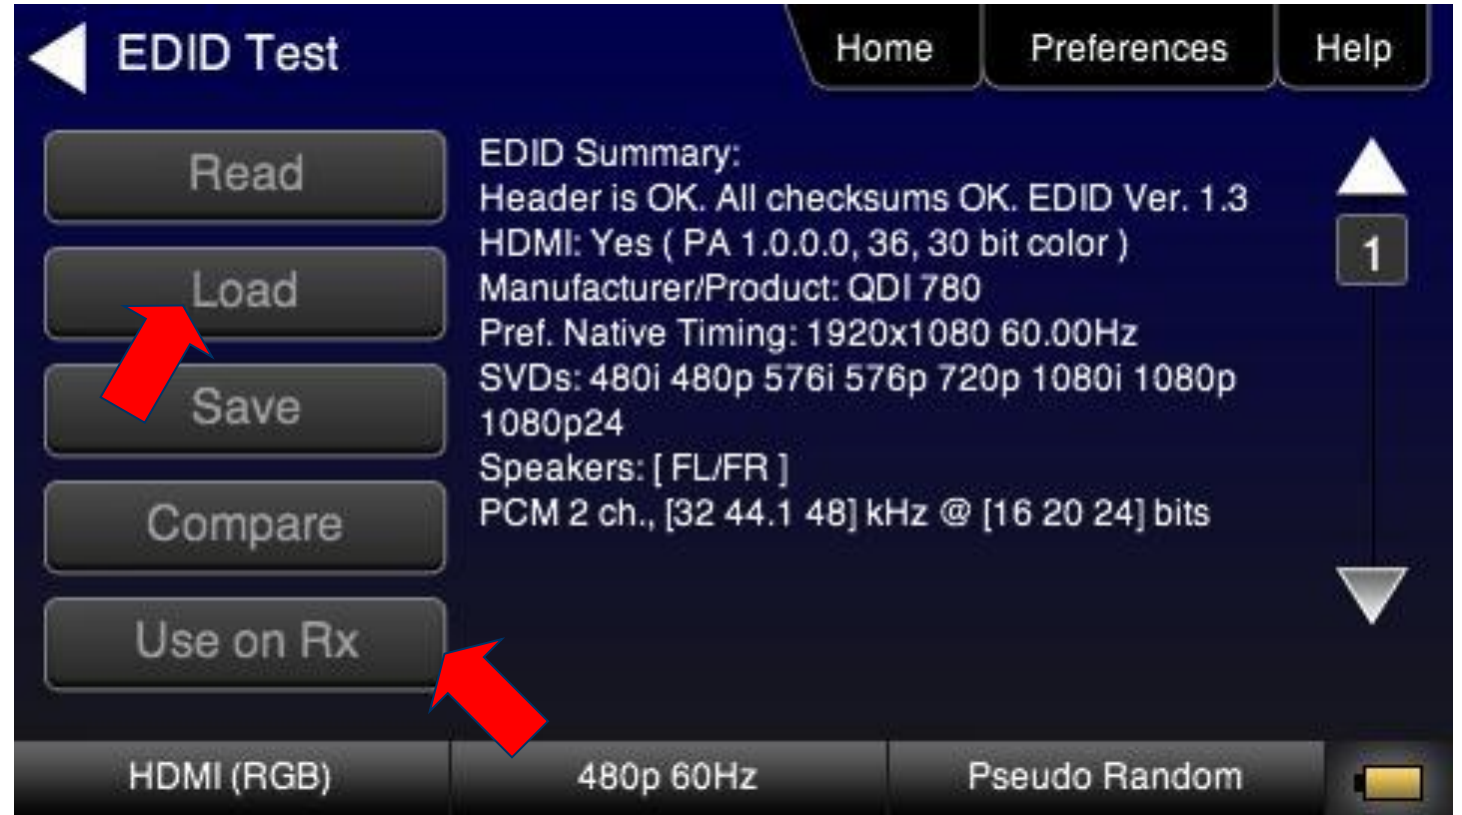 EDID Test
Home
Preferences
Help
Read
Load
Save
Compare
Use on Rx
EDID Summary:
Header is OK. All checksums OK. EDID Ver. 1.3
HDMI: Yes ( PA 1.0.0.0, 36, 30 bit color )
Manufacturer/Product: QDI 780
Pref. Native Timing: 1920x1080 60.00Hz
SVDs: 480i 480p 576i 576p 720p 1080i 1080p
1080p24
Speakers: [ FL/FR ]
PCM 2 ch., [32 44.1 48] kHz @ [16 20 24] bits
1
HDMI (RGB)
480p 60Hz
Pseudo Random